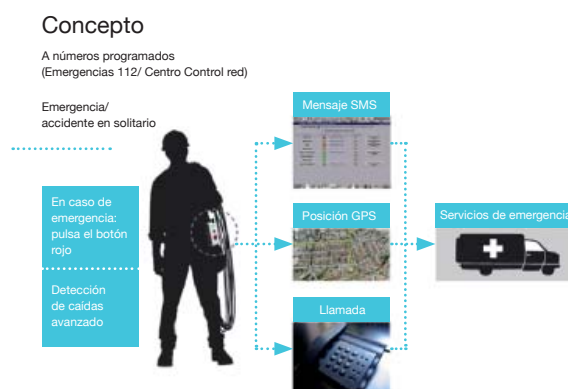 Concepto
A números programados
(Emergencias 112/ Centro Control red)
Emergencia/
accidente en solitario
En caso de
emergencia:
pulsa el botón
rojo
Detección
de caídas
avanzado
Mensaje SMS
Posición GPS
Llamada
Servicios de emergencia